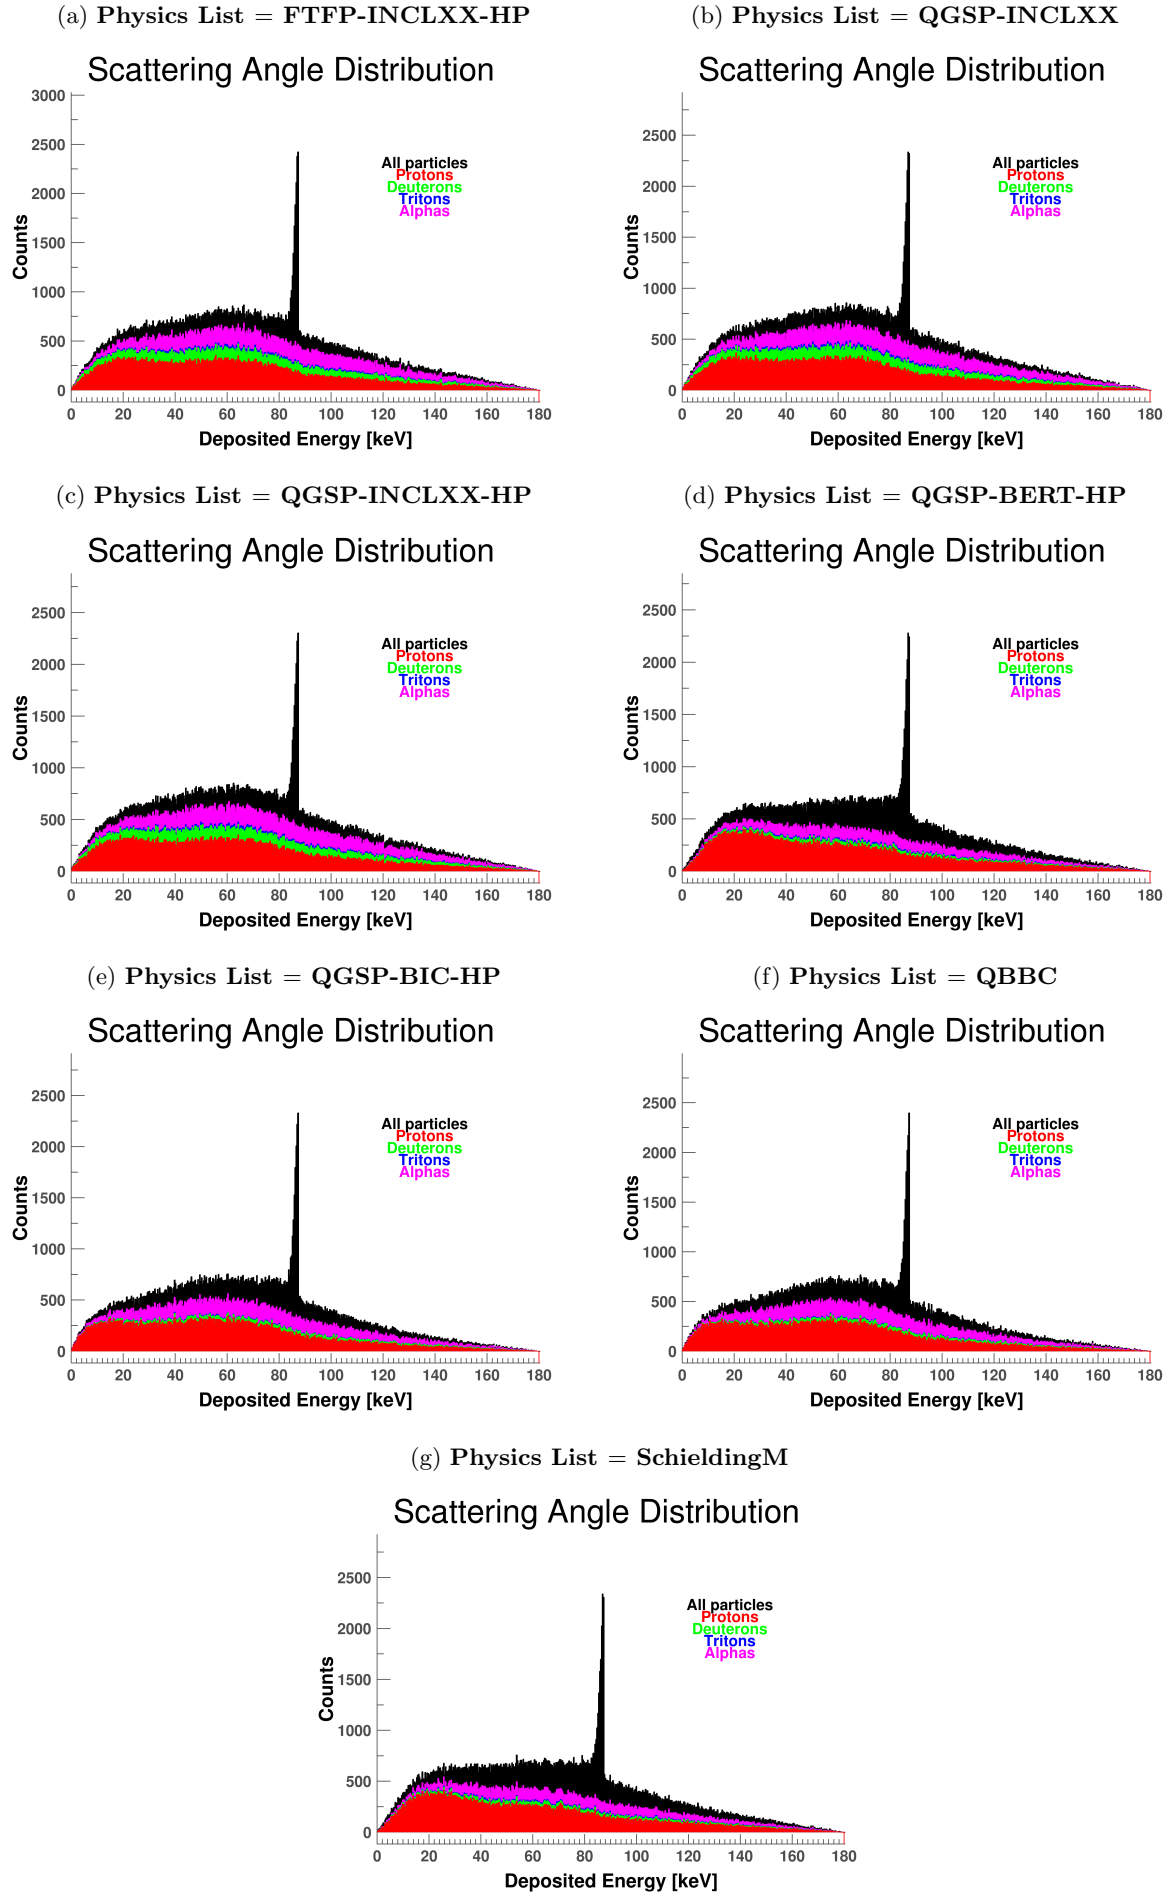 (a) Physics List = FTFP-INCLXX-HP
Scattering Angle Distribution
3000
2500
2000
1500
1000
500
0
Counts
All particles
Protons
Deuterons
Tritons
Alphas
0 20 40 60 80 100 120 140 160 180
Deposited Energy [keV]
(b) Physics List = QGSP-INCLXX
Scattering Angle Distribution
2500
2000
1500
1000
500
0
Counts
All particles
Protons
Deuterons
Tritons
Alphas
0 20 40 60 80 100 120 140 160 180
Deposited Energy [keV]
(c) Physics List = QGSP-INCLXX-HP
Scattering Angle Distribution
2500
2000
1500
1000
500
0
Counts
All particles
Protons
Deuterons
Tritons
Alphas
0 20 40 60 80 100 120 140 160 180
Deposited Energy [keV]
(d) Physics List = QGSP-BERT-HP
Scattering Angle Distribution
2500
2000
1500
1000
500
0
Counts
All particles
Protons
Deuterons
Tritons
Alphas
0 20 40 60 80 100 120 140 160 180
Deposited Energy [keV]
(e) Physics List = QGSP-BIC-HP
Scattering Angle Distribution
2500
2000
1500
1000
500
0
Counts
All particles
Protons
Deuterons
Tritons
Alphas
0 20 40 60 80 100 120 140 160 180
Deposited Energy [keV]
(f) Physics List = QBBC
Scattering Angle Distribution
2500
2000
1500
1000
500
0
Counts
All particles
Protons
Deuterons
Tritons
Alphas
0 20 40 60 80 100 120 140 160 180
Deposited Energy [keV]
(g) Physics List = SchieldingM
Scattering Angle Distribution
2500
2000
1500
1000
500
0
Counts
All particles
Protons
Deuterons
Tritons
Alphas
0 20 40 60 80 100 120 140 160 180
Deposited Energy [keV]